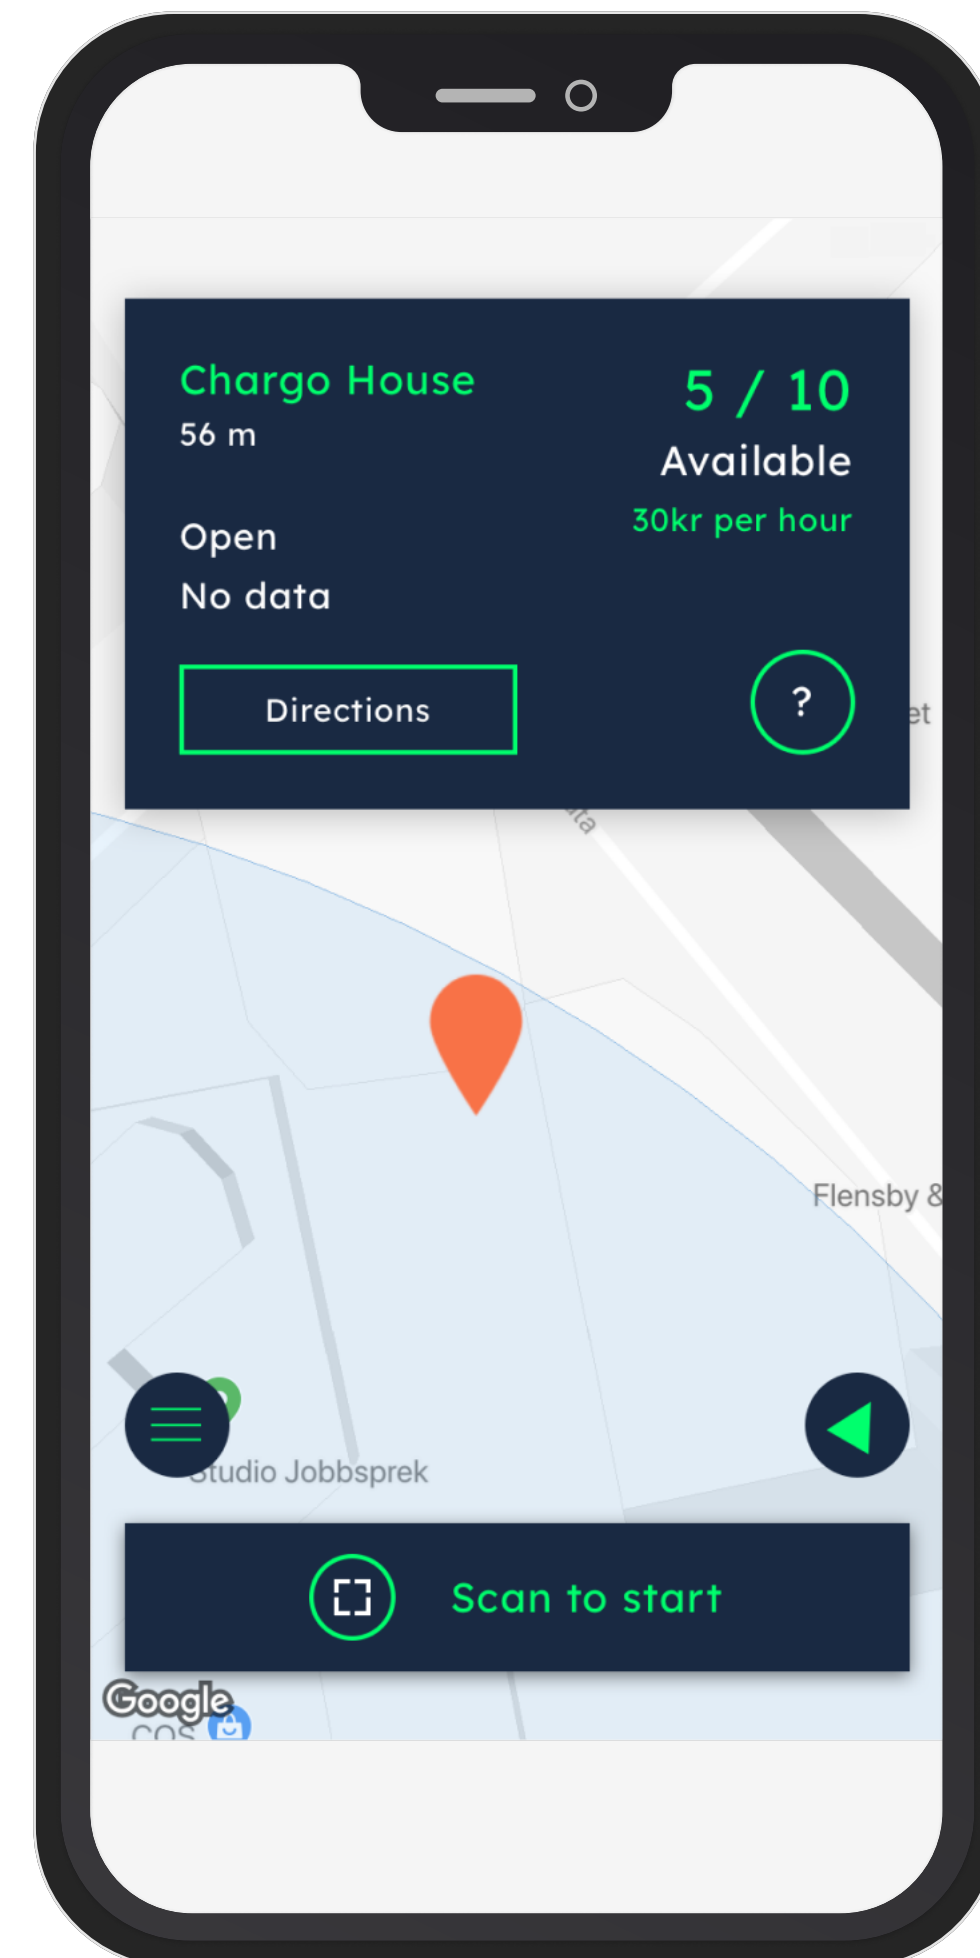 Chargo House
56 m
5 / 10
Available
30kr per hour
Open
No data
Directions
?
Flensby &
Studio Jobbsprek
Scan to start
Google
COS